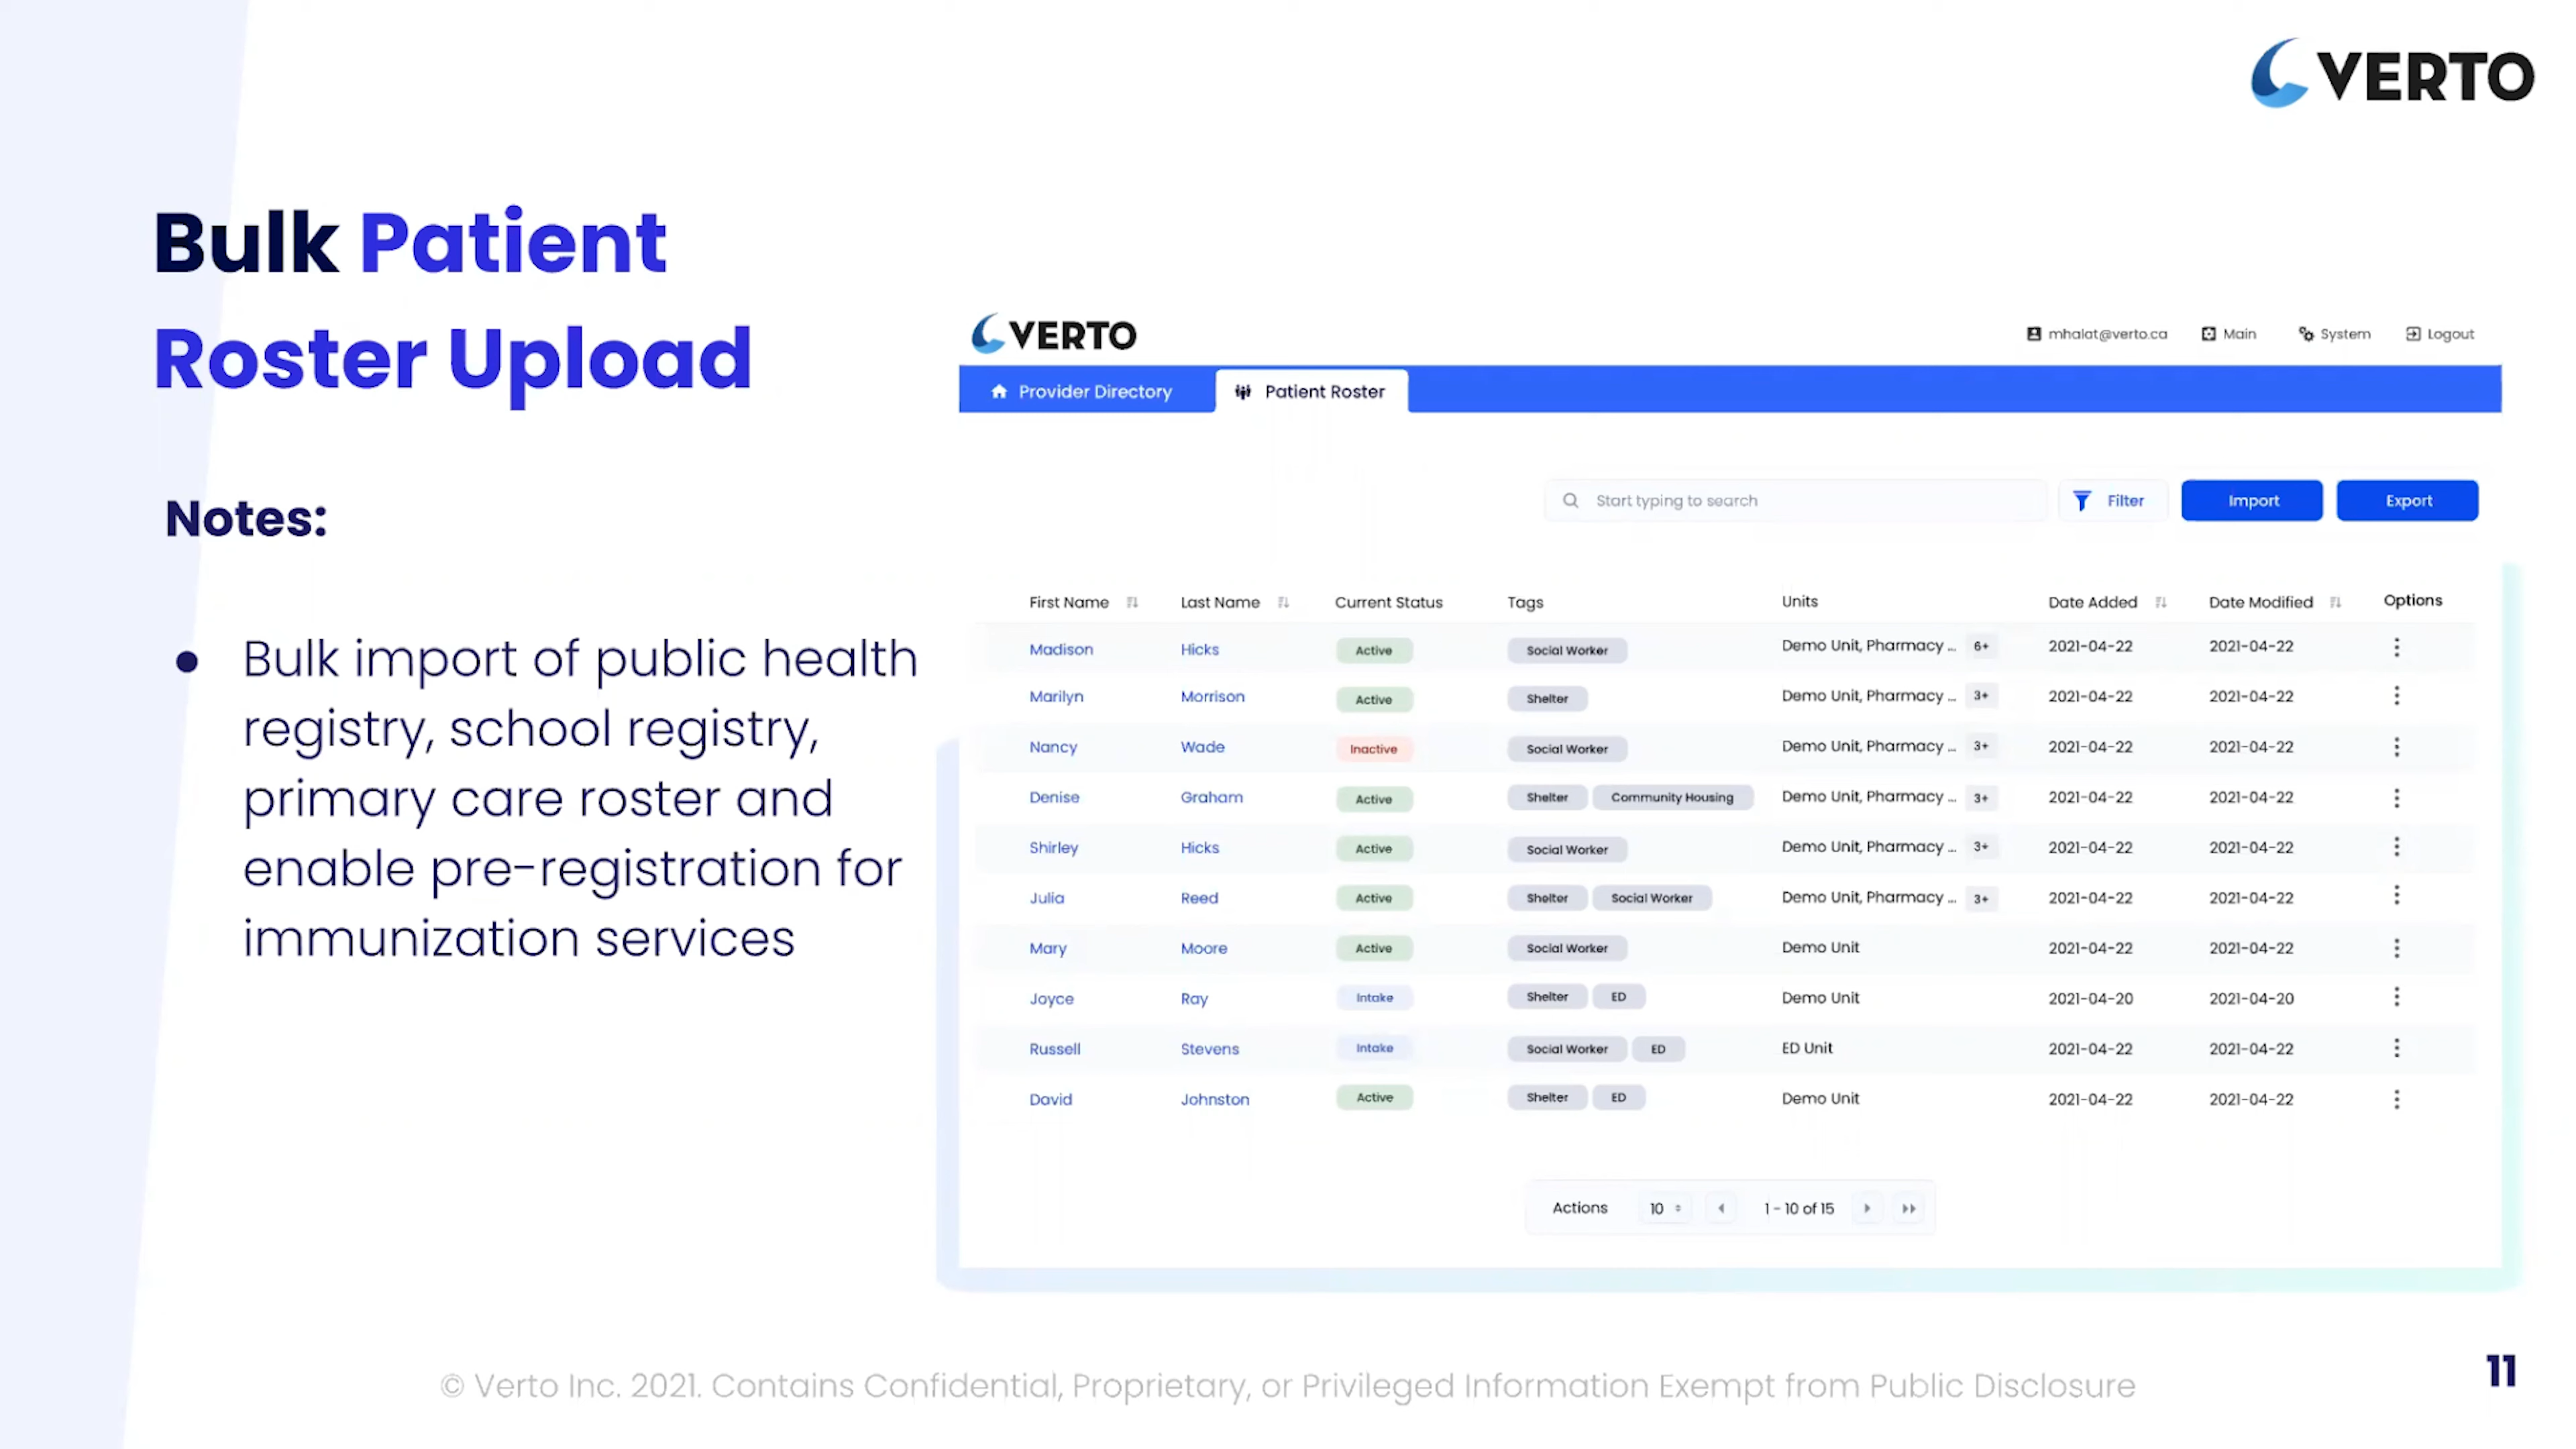 VERTO
Bulk Patient
Roster Upload
Notes:
● Bulk import of public health
registry, school registry,
primary care roster and
enable pre-registration for
immunization services
VERTO
mhalat@verto.ca Main System Logout
Provider Directory Patient Roster
Start typing to search Filter Import Export
First Name Last Name Current Status Tags Units Date Added Date Modified Options
Madison Hicks Active Social Worker Demo Unit, Pharmacy ... 6+ 2021-04-22 2021-04-22
Marilyn Morrison Active Shelter Demo Unit, Pharmacy ... 3+ 2021-04-22 2021-04-22
Nancy Wade Inactive Social Worker Demo Unit, Pharmacy ... 3+ 2021-04-22 2021-04-22
Denise Graham Active Shelter Community Housing Demo Unit, Pharmacy ... 3+ 2021-04-22 2021-04-22
Shirley Hicks Active Social Worker Demo Unit, Pharmacy ... 3+ 2021-04-22 2021-04-22
Julia Reed Active Shelter Social Worker Demo Unit, Pharmacy ... 3+ 2021-04-22 2021-04-22
Mary Moore Active Social Worker Demo Unit 2021-04-22 2021-04-22
Joyce Ray Intake Shelter ED Demo Unit 2021-04-20 2021-04-20
Russell Stevens Intake Social Worker ED ED Unit 2021-04-22 2021-04-22
David Johnston Active Shelter ED Demo Unit 2021-04-22 2021-04-22
Actions 10 1 - 10 of 15
© Verto Inc. 2021. Contains Confidential, Proprietary, or Privileged Information Exempt from Public Disclosure
11